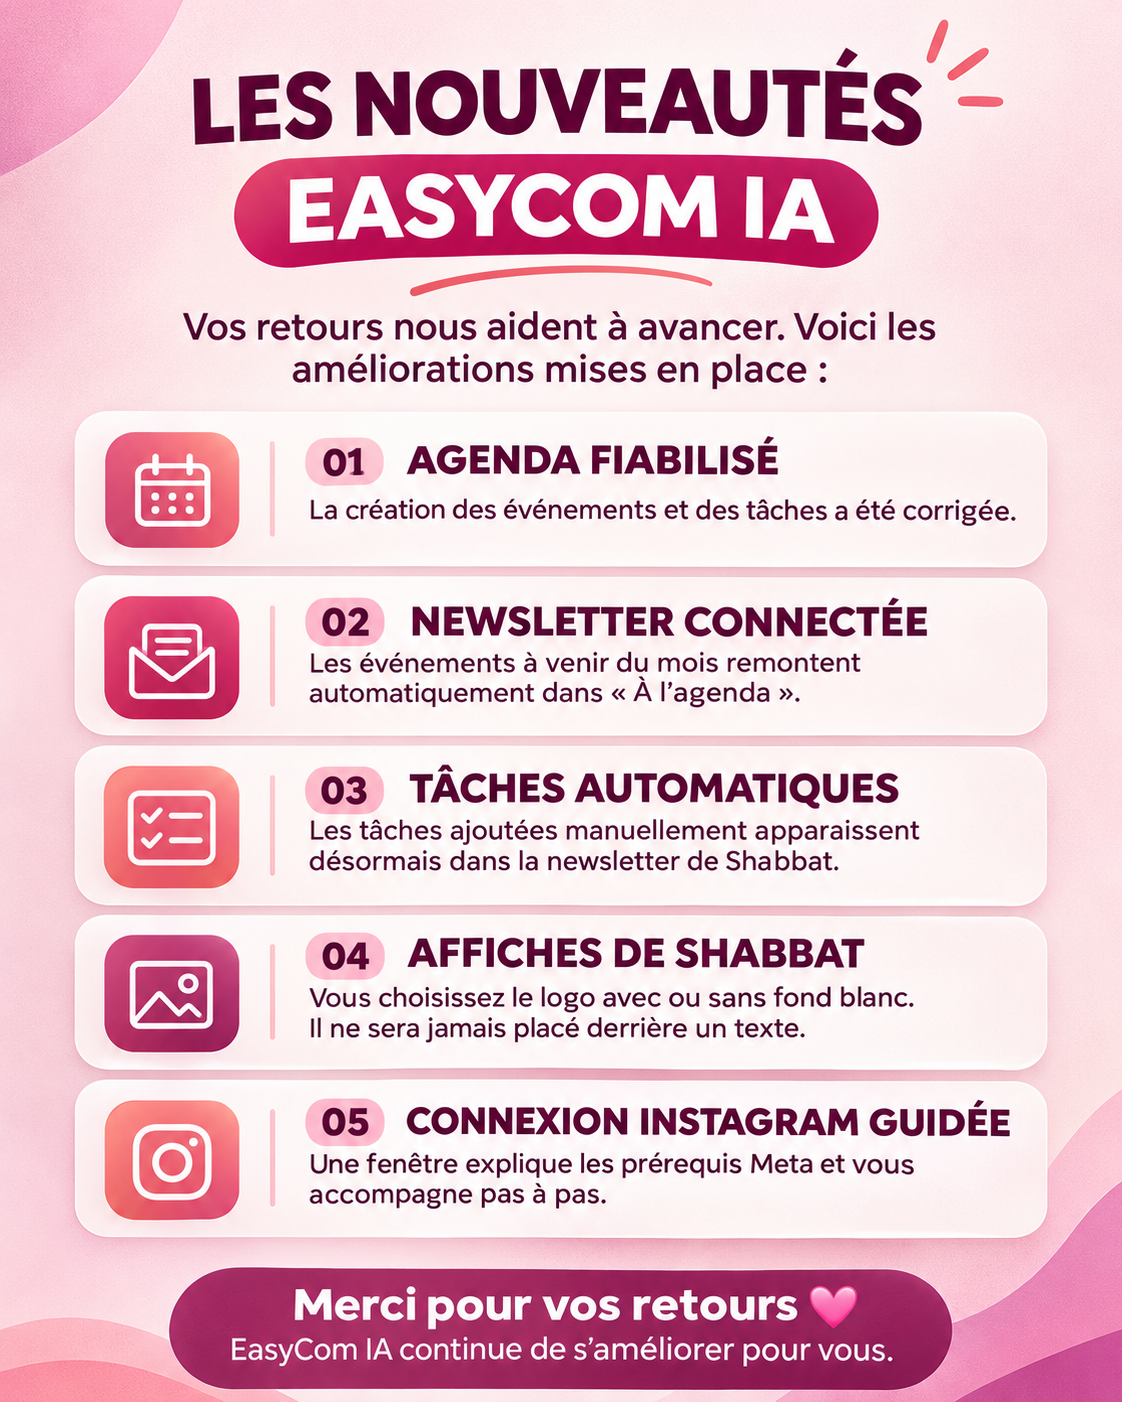 LES NOUVEAUTÉS
EASYCOM IA
Vos retours nous aident à avancer. Voici les
améliorations mises en place :
01 AGENDA FIABILISÉ
La création des événements et des tâches a été corrigée.
02 NEWSLETTER CONNECTÉE
Les événements à venir du mois remontent
automatiquement dans « À l’agenda ».
03 TÂCHES AUTOMATIQUES
Les tâches ajoutées manuellement apparaissent
désormais dans la newsletter de Shabbat.
04 AFFICHES DE SHABBAT
Vous choisissez le logo avec ou sans fond blanc.
Il ne sera jamais placé derrière un texte.
05 CONNEXION INSTAGRAM GUIDÉE
Une fenêtre explique les prérequis Meta et vous
accompagne pas à pas.
Merci pour vos retours 🩷
EasyCom IA continue de s’améliorer pour vous.